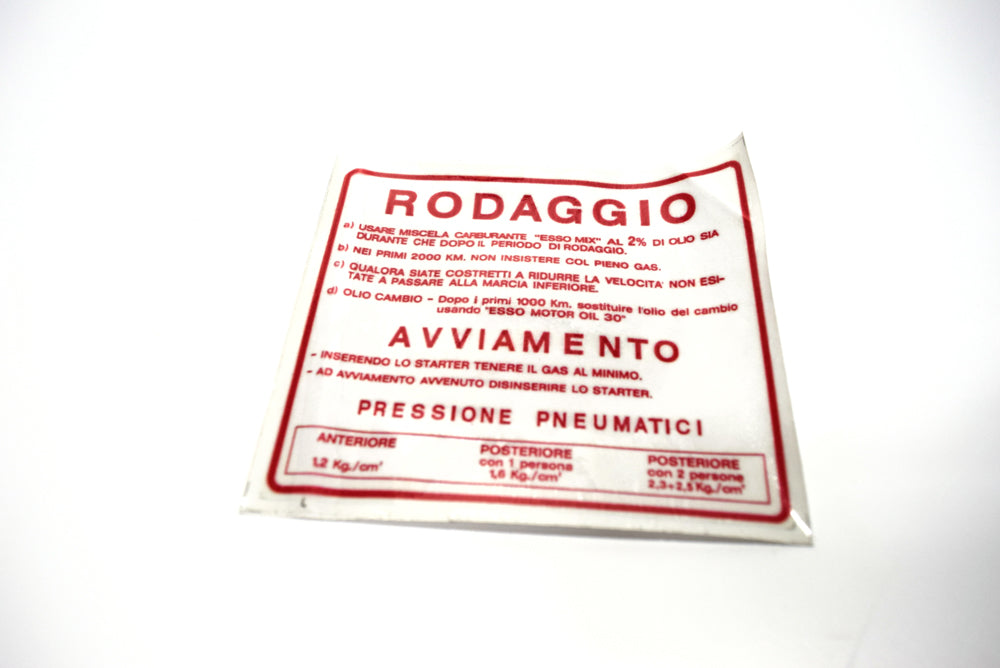 RODAGGIO
a) USARE MISCELA CARBURANTE "ESSO MIX" AL 2% DI OLIO SIA
DURANTE CHE DOPO IL PERIODO DI RODAGGIO.
b) NEI PRIMI 2000 KM. NON INSISTERE COL PIENO GAS.
c) QUALORA SIATE COSTRETTI A RIDURRE LA VELOCITA' NON ESI-
TATE A PASSARE ALLA MARCIA INFERIORE.
d) OLIO CAMBIO - Dopo i primi 1000 Km. sostituire l'olio del cambio
usando "ESSO MOTOR OIL 30"
AVVIAMENTO
- INSERENDO LO STARTER TENERE IL GAS AL MINIMO.
- AD AVVIAMENTO AVVENUTO DISINSERIRE LO STARTER.
PRESSIONE PNEUMATICI
ANTERIORE
1,2 Kg./cm²
POSTERIORE
con 1 persona
1,6 Kg./cm²
POSTERIORE
con 2 persone
2,3÷2,5 Kg./cm²